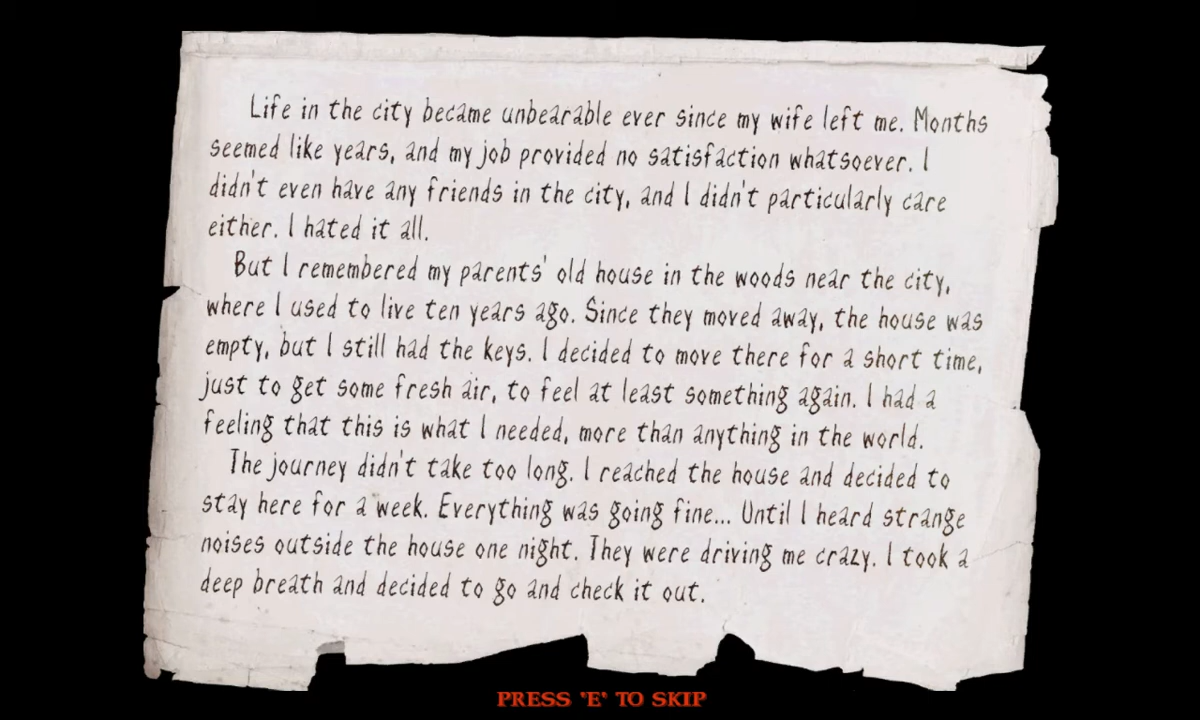 Life in the city became unbearable ever since my wife left me. Months
seemed like years, and my job provided no satisfaction whatsoever. I
didn't even have any friends in the city, and I didn't particularly care
either. I hated it all.
But I remembered my parents' old house in the woods near the city,
where I used to live ten years ago. Since they moved away, the house was
empty, but I still had the keys. I decided to move there for a short time,
just to get some fresh air, to feel at least something again. I had a
feeling that this is what I needed, more than anything in the world.
The journey didn't take too long. I reached the house and decided to
stay here for a week. Everything was going fine... Until I heard strange
noises outside the house one night. They were driving me crazy. I took a
deep breath and decided to go and check it out.
PRESS 'E' TO SKIP